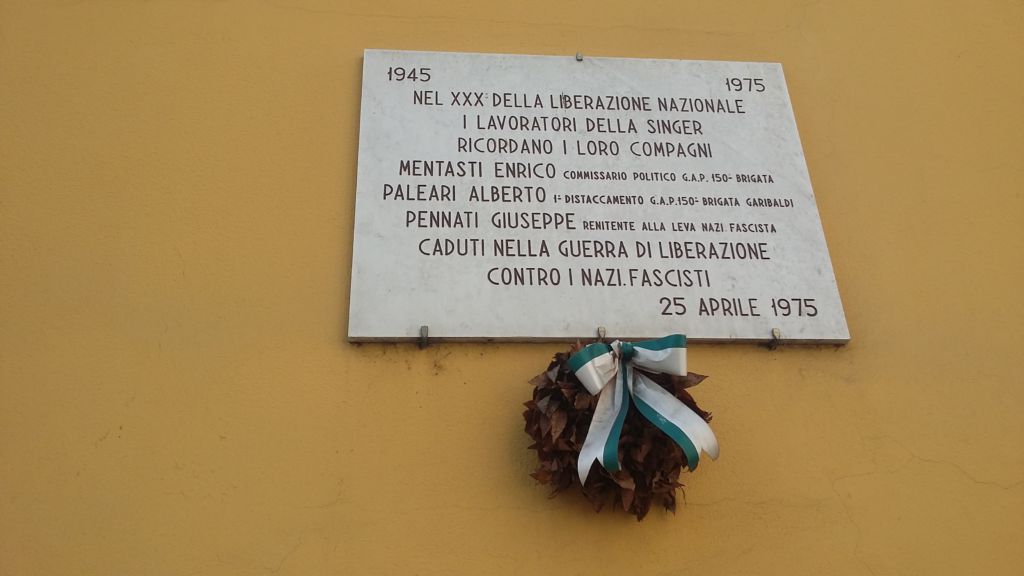 1945 1975
NEL XXX° DELLA LIBERAZIONE NAZIONALE
I LAVORATORI DELLA SINGER
RICORDANO I LORO COMPAGNI
MENTASTI ENRICO COMMISSARIO POLITICO G.A.P. 150ª BRIGATA
PALEARI ALBERTO 1° DISTACCAMENTO G.A.P. 150ª BRIGATA GARIBALDI
PENNATI GIUSEPPE RENITENTE ALLA LEVA NAZI.FASCISTA
CADUTI NELLA GUERRA DI LIBERAZIONE
CONTRO I NAZI.FASCISTI
25 APRILE 1975